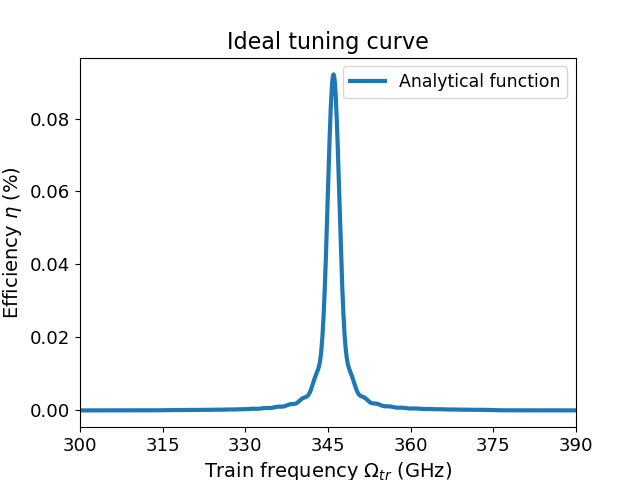 Ideal tuning curve
Analytical function
Efficiency η (%)
0.08
0.06
0.04
0.02
0.00
300 315 330 345 360 375 390
Train frequency Ω_tr (GHz)